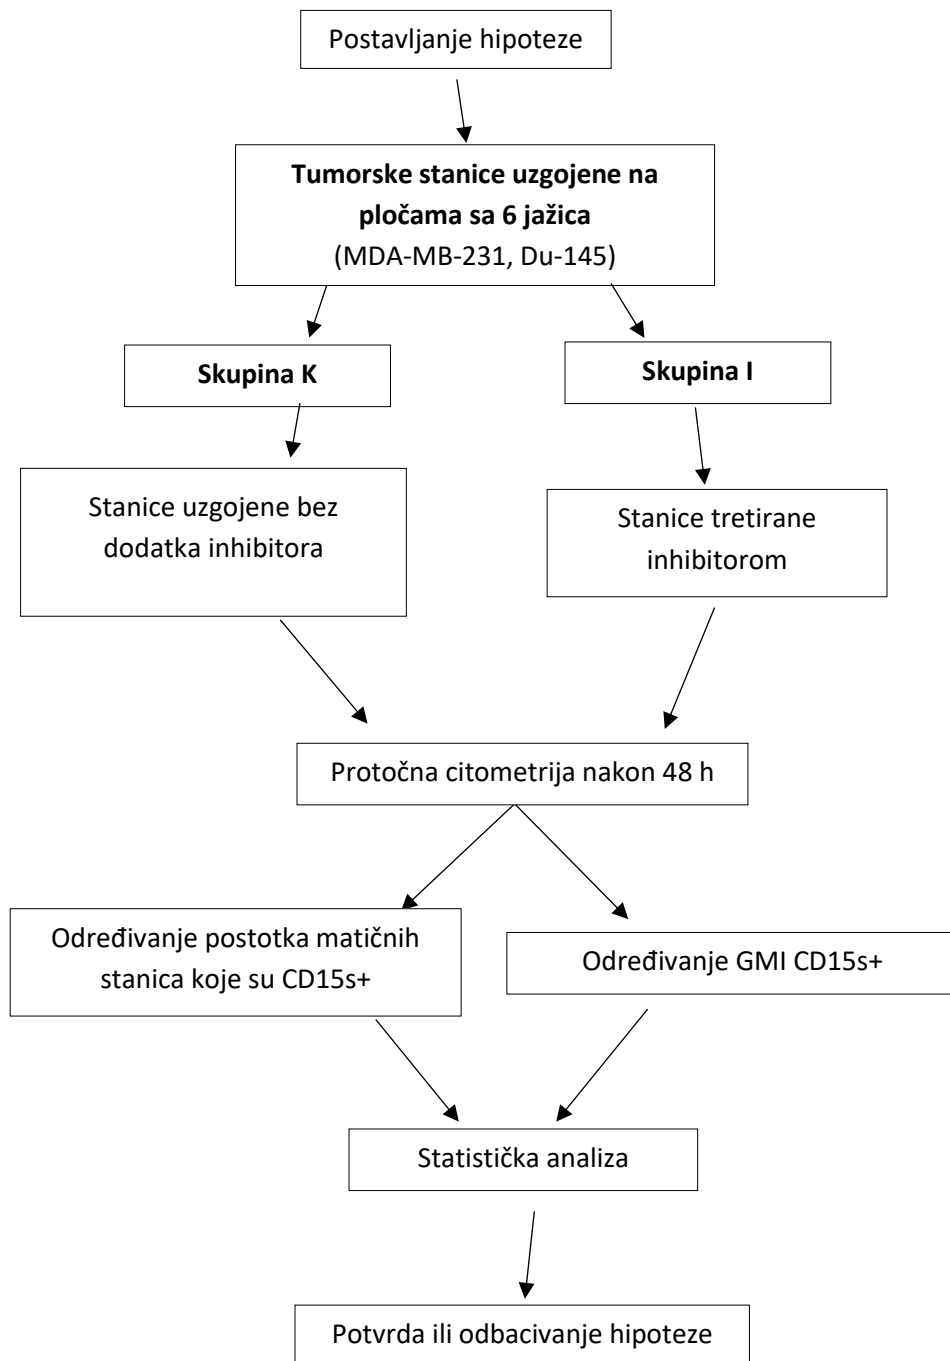 Postavljanje hipoteze
Tumorske stanice uzgojene na
pločama sa 6 jažica
(MDA-MB-231, Du-145)
Skupina K
Skupina I
Stanice uzgojene bez
dodatka inhibitora
Stanice tretirane
inhibitorom
Protočna citometrija nakon 48 h
Određivanje postotka matičnih
stanica koje su CD15s+
Određivanje GMI CD15s+
Statistička analiza
Potvrda ili odbacivanje hipoteze